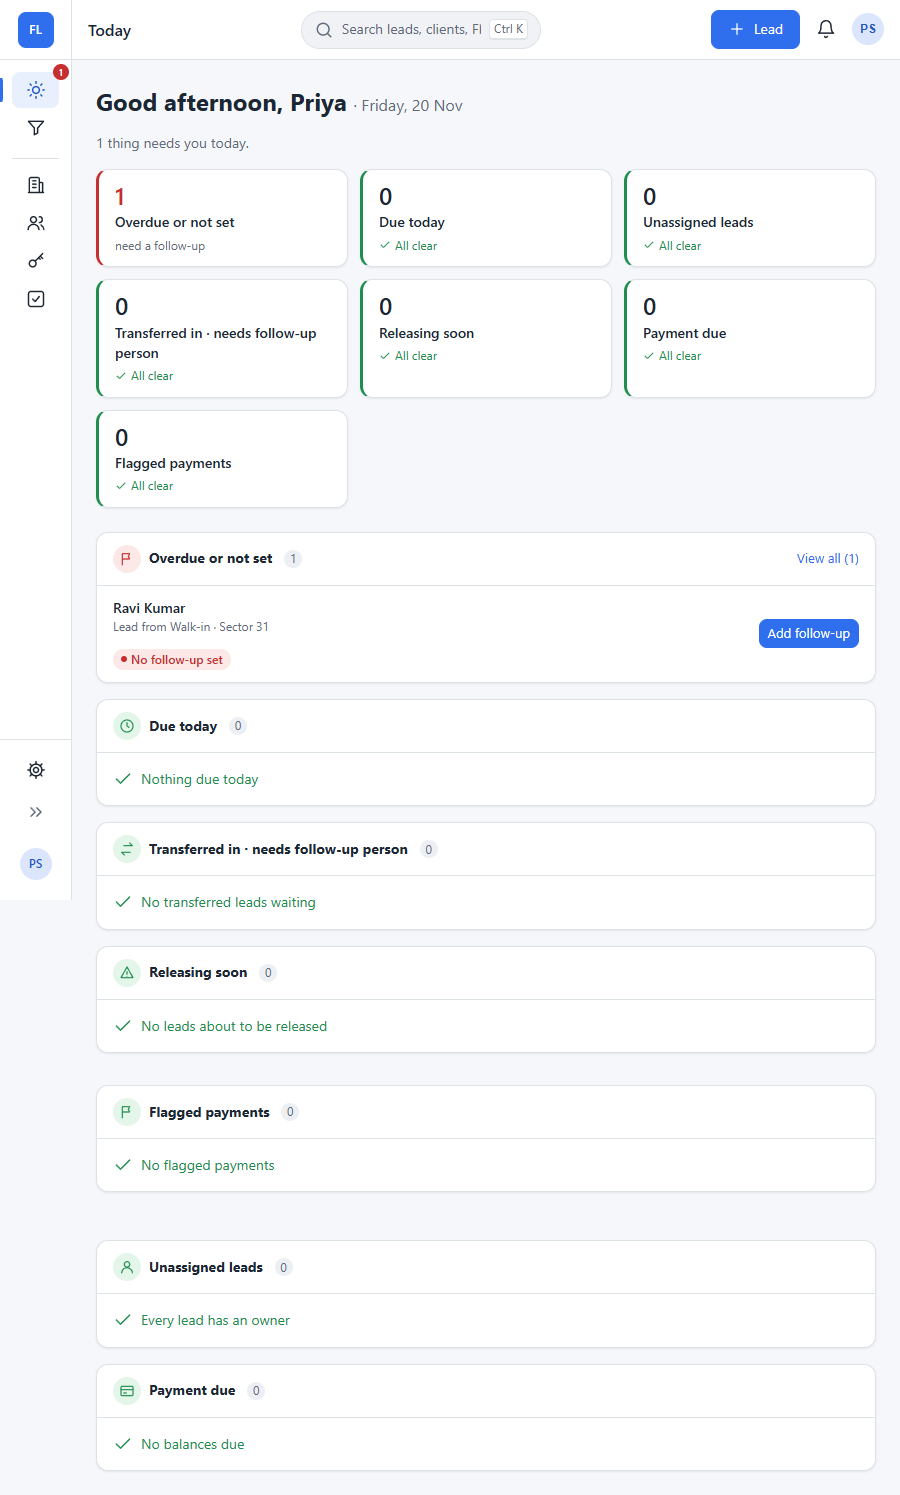 FL
Today
Search leads, clients, Fl
Ctrl K
Lead
PS
1
Good afternoon, Priya · Friday, 20 Nov
1 thing needs you today.
1
Overdue or not set
need a follow-up
0
Due today
All clear
0
Unassigned leads
All clear
0
Transferred in · needs follow-up
person
All clear
0
Releasing soon
All clear
0
Payment due
All clear
0
Flagged payments
All clear
Overdue or not set 1
View all (1)
Ravi Kumar
Lead from Walk-in · Sector 31
No follow-up set
Add follow-up
Due today 0
Nothing due today
Transferred in · needs follow-up person 0
No transferred leads waiting
Releasing soon 0
No leads about to be released
Flagged payments 0
No flagged payments
Unassigned leads 0
Every lead has an owner
Payment due 0
No balances due
PS